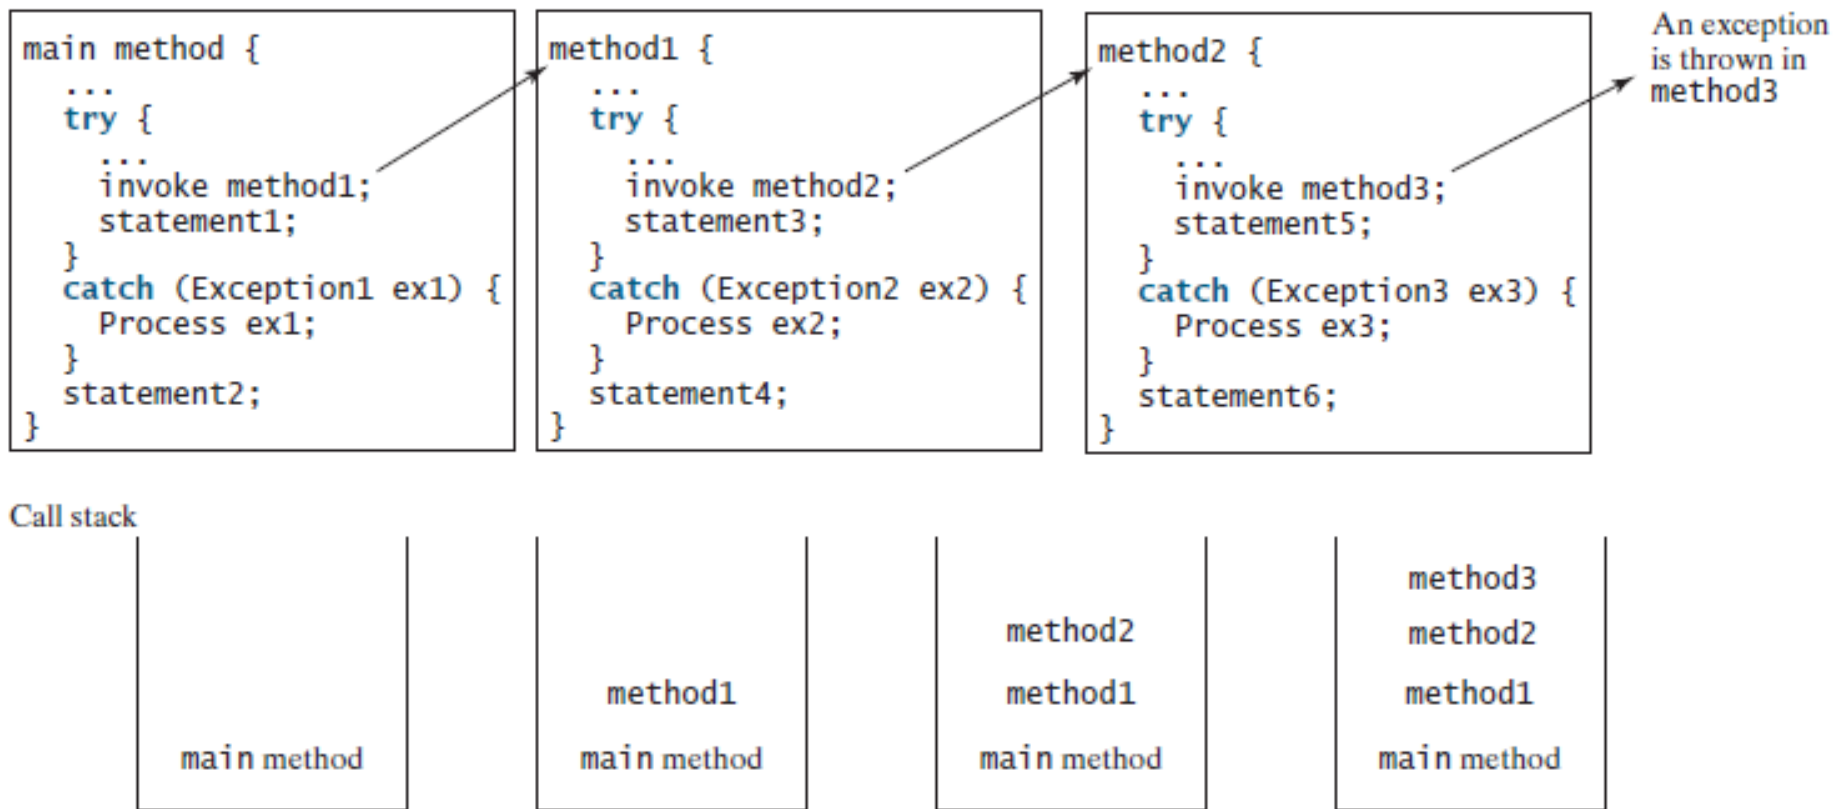 main method {
...
try {
...
invoke method1;
statement1;
}
catch (Exception1 ex1) {
Process ex1;
}
statement2;
}
method1 {
...
try {
...
invoke method2;
statement3;
}
catch (Exception2 ex2) {
Process ex2;
}
statement4;
}
method2 {
...
try {
...
invoke method3;
statement5;
}
catch (Exception3 ex3) {
Process ex3;
}
statement6;
}
An exception
is thrown in
method3
Call stack
main method
method1
main method
method2
method1
main method
method3
method2
method1
main method